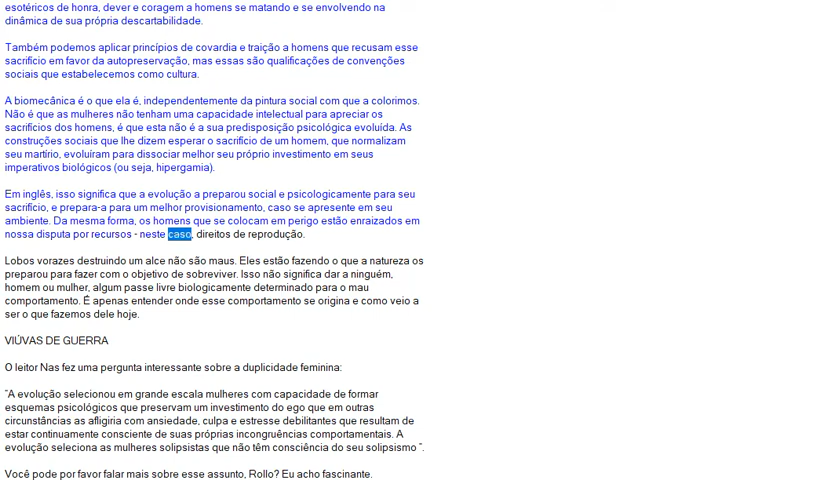 esotéricos de honra, dever e coragem a homens se matando e se envolvendo na
dinâmica de sua própria descartabilidade.
Também podemos aplicar princípios de covardia e traição a homens que recusam esse
sacrifício em favor da autopreservação, mas essas são qualificações de convenções
sociais que estabelecemos como cultura.
A biomecânica é o que ela é, independentemente da pintura social com que a colorimos.
Não é que as mulheres não tenham uma capacidade intelectual para apreciar os
sacrifícios dos homens, é que esta não é a sua predisposição psicológica evoluída. As
construções sociais que lhe dizem esperar o sacrifício de um homem, que normalizam
seu martírio, evoluíram para dissociar melhor seu próprio investimento em seus
imperativos biológicos (ou seja, hipergamia).
Em inglês, isso significa que a evolução a preparou social e psicologicamente para seu
sacrifício, e prepara-a para um melhor provisionamento, caso se apresente em seu
ambiente. Da mesma forma, os homens que se colocam em perigo estão enraizados em
nossa disputa por recursos - neste caso, direitos de reprodução.
Lobos vorazes destruindo um alce não são maus. Eles estão fazendo o que a natureza os
preparou para fazer com o objetivo de sobreviver. Isso não significa dar a ninguém,
homem ou mulher, algum passe livre biologicamente determinado para o mau
comportamento. É apenas entender onde esse comportamento se origina e como veio a
ser o que fazemos dele hoje.
VIÚVAS DE GUERRA
O leitor Nas fez uma pergunta interessante sobre a duplicidade feminina:
“A evolução selecionou em grande escala mulheres com capacidade de formar
esquemas psicológicos que preservam um investimento do ego que em outras
circunstâncias as afligiria com ansiedade, culpa e estresse debilitantes que resultam de
estar continuamente consciente de suas próprias incongruências comportamentais. A
evolução seleciona as mulheres solipsistas que não têm consciência do seu solipsismo ”.
Você pode por favor falar mais sobre esse assunto, Rollo? Eu acho fascinante.